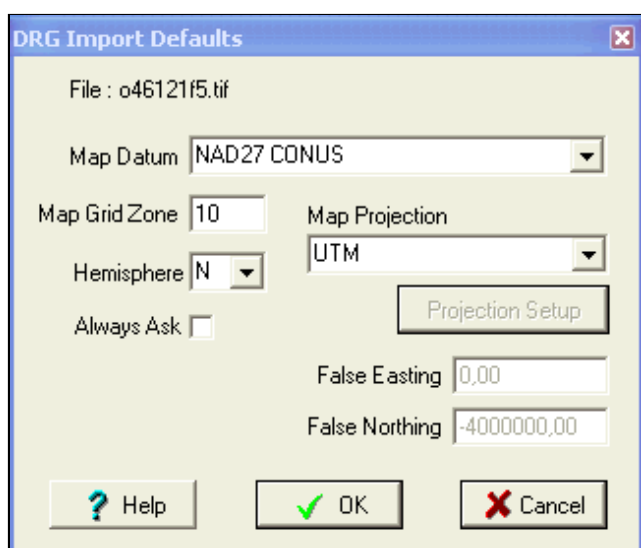 DRG Import Defaults
File : o46121f5.tif
Map Datum NAD27 CONUS
Map Grid Zone 10
Map Projection
UTM
Hemisphere N
Projection Setup
Always Ask
False Easting 0,00
False Northing -4000000,00
? Help
OK
Cancel